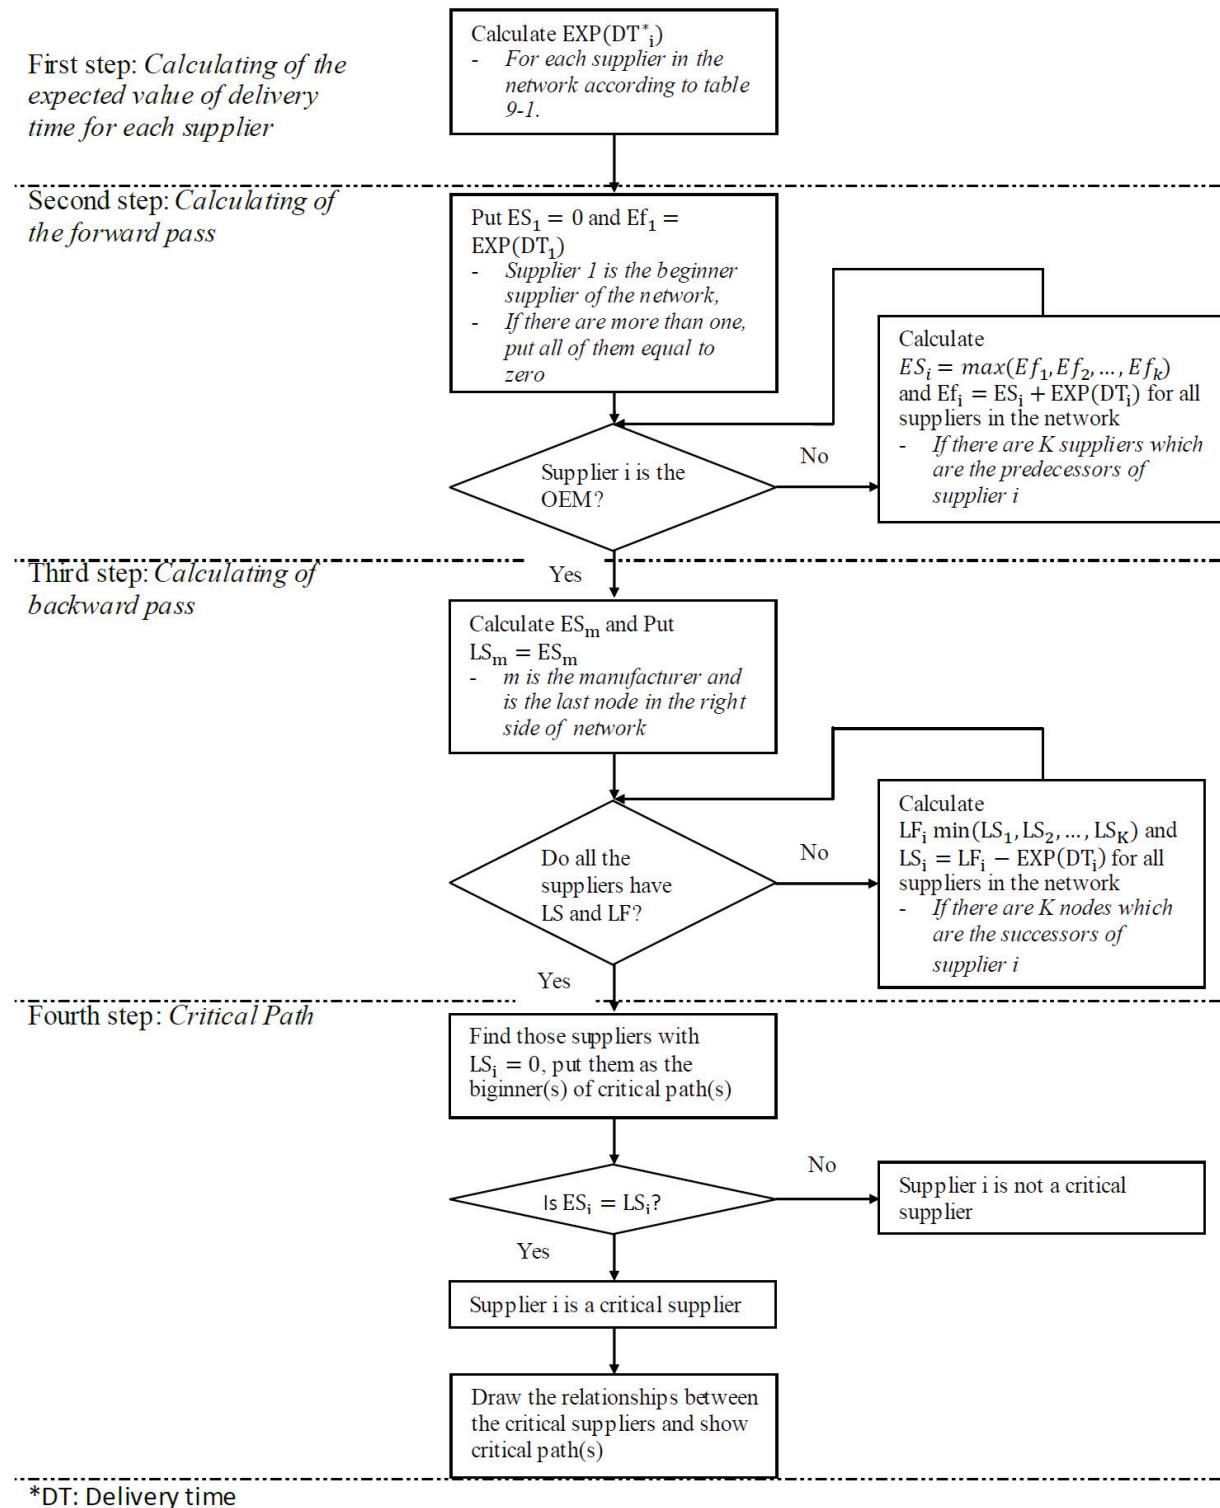 First step: Calculating of the
expected value of delivery
time for each supplier
Calculate EXP(DT*i)
- For each supplier in the
network according to table
9-1.
Second step: Calculating of
the forward pass
Put ES1 = 0 and Ef1 =
EXP(DT1)
- Supplier 1 is the beginner
supplier of the network,
- If there are more than one,
put all of them equal to
zero
Calculate
ESi = max(Ef1, Ef2, ..., Efk)
and Efi = ESi + EXP(DTi) for all
suppliers in the network
- If there are K suppliers which
are the predecessors of
supplier i
Supplier i is the
OEM?
No
Yes
Third step: Calculating of
backward pass
Calculate ESm and Put
LSm = ESm
- m is the manufacturer and
is the last node in the right
side of network
Do all the
suppliers have
LS and LF?
No
Calculate
LFi min(LS1, LS2, ..., LSK) and
LSi = LFi − EXP(DTi) for all
suppliers in the network
- If there are K nodes which
are the successors of
supplier i
Yes
Fourth step: Critical Path
Find those suppliers with
LSi = 0, put them as the
biginner(s) of critical path(s)
Is ESi = LSi?
No
Supplier i is not a critical
supplier
Yes
Supplier i is a critical supplier
Draw the relationships between
the critical suppliers and show
critical path(s)
*DT: Delivery time